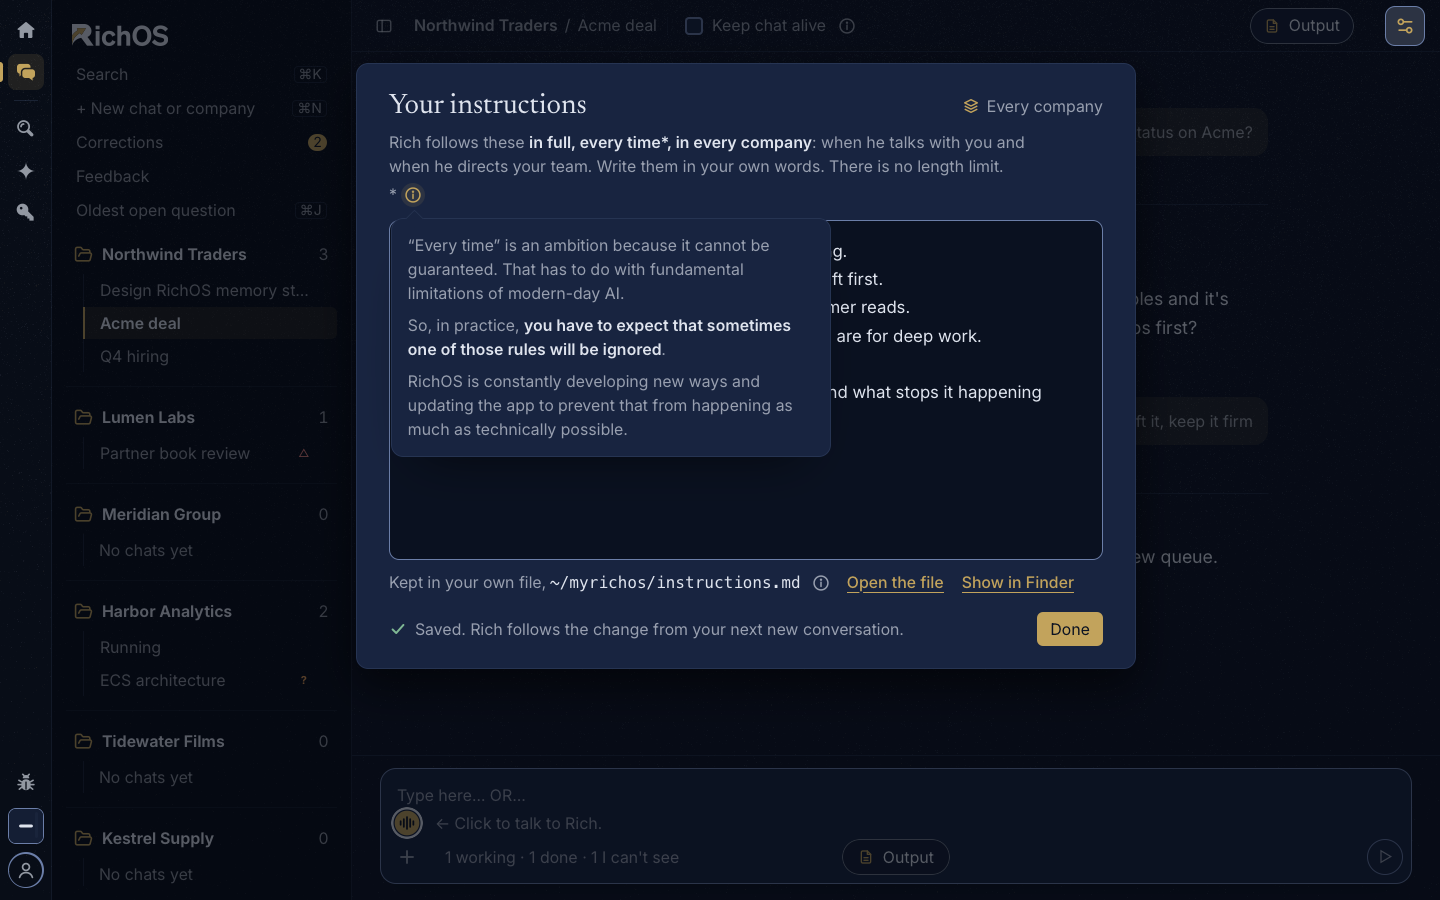 RichOS
Search ⌘K
+ New chat or company ⌘N
Corrections 2
Feedback
Oldest open question ⌘J
Northwind Traders 3
Design RichOS memory st...
Acme deal
Q4 hiring
Lumen Labs 1
Partner book review
Meridian Group 0
No chats yet
Harbor Analytics 2
Running
ECS architecture ?
Tidewater Films 0
No chats yet
Kestrel Supply 0
No chats yet
Northwind Traders / Acme deal Keep chat alive Output
Your instructions
Every company
Rich follows these in full, every time*, in every company: when he talks with you and
when he directs your team. Write them in your own words. There is no length limit.
*
“Every time” is an ambition because it cannot be
guaranteed. That has to do with fundamental
limitations of modern-day AI.
So, in practice, you have to expect that sometimes
one of those rules will be ignored.
RichOS is constantly developing new ways and
updating the app to prevent that from happening as
much as technically possible.
first.
reads.
are for deep work.
what stops it happening
Kept in your own file, ~/myrichos/instructions.md Open the file Show in Finder
Saved. Rich follows the change from your next new conversation.
Done
on Acme?
and it's
first?
it, keep it firm
queue.
Type here... OR...
← Click to talk to Rich.
1 working · 1 done · 1 I can't see
Output